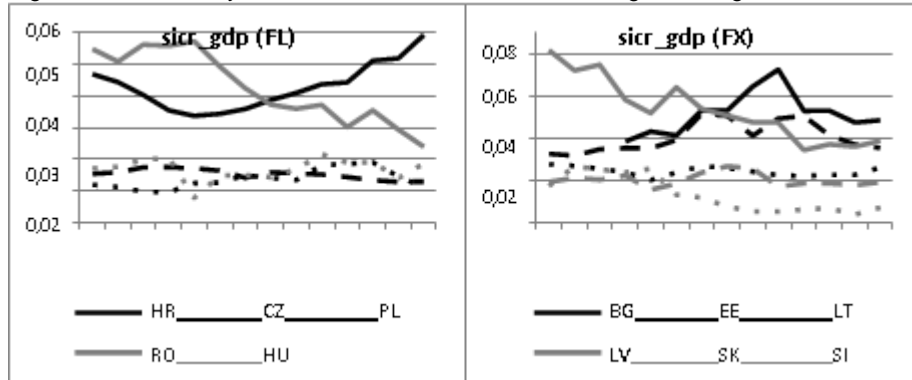 sicr_gdp (FL)
0,06
0,05
0,04
0,03
0,02
HR CZ PL
RO HU
sicr_gdp (FX)
0,08
0,06
0,04
0,02
BG EE LT
LV SK SI